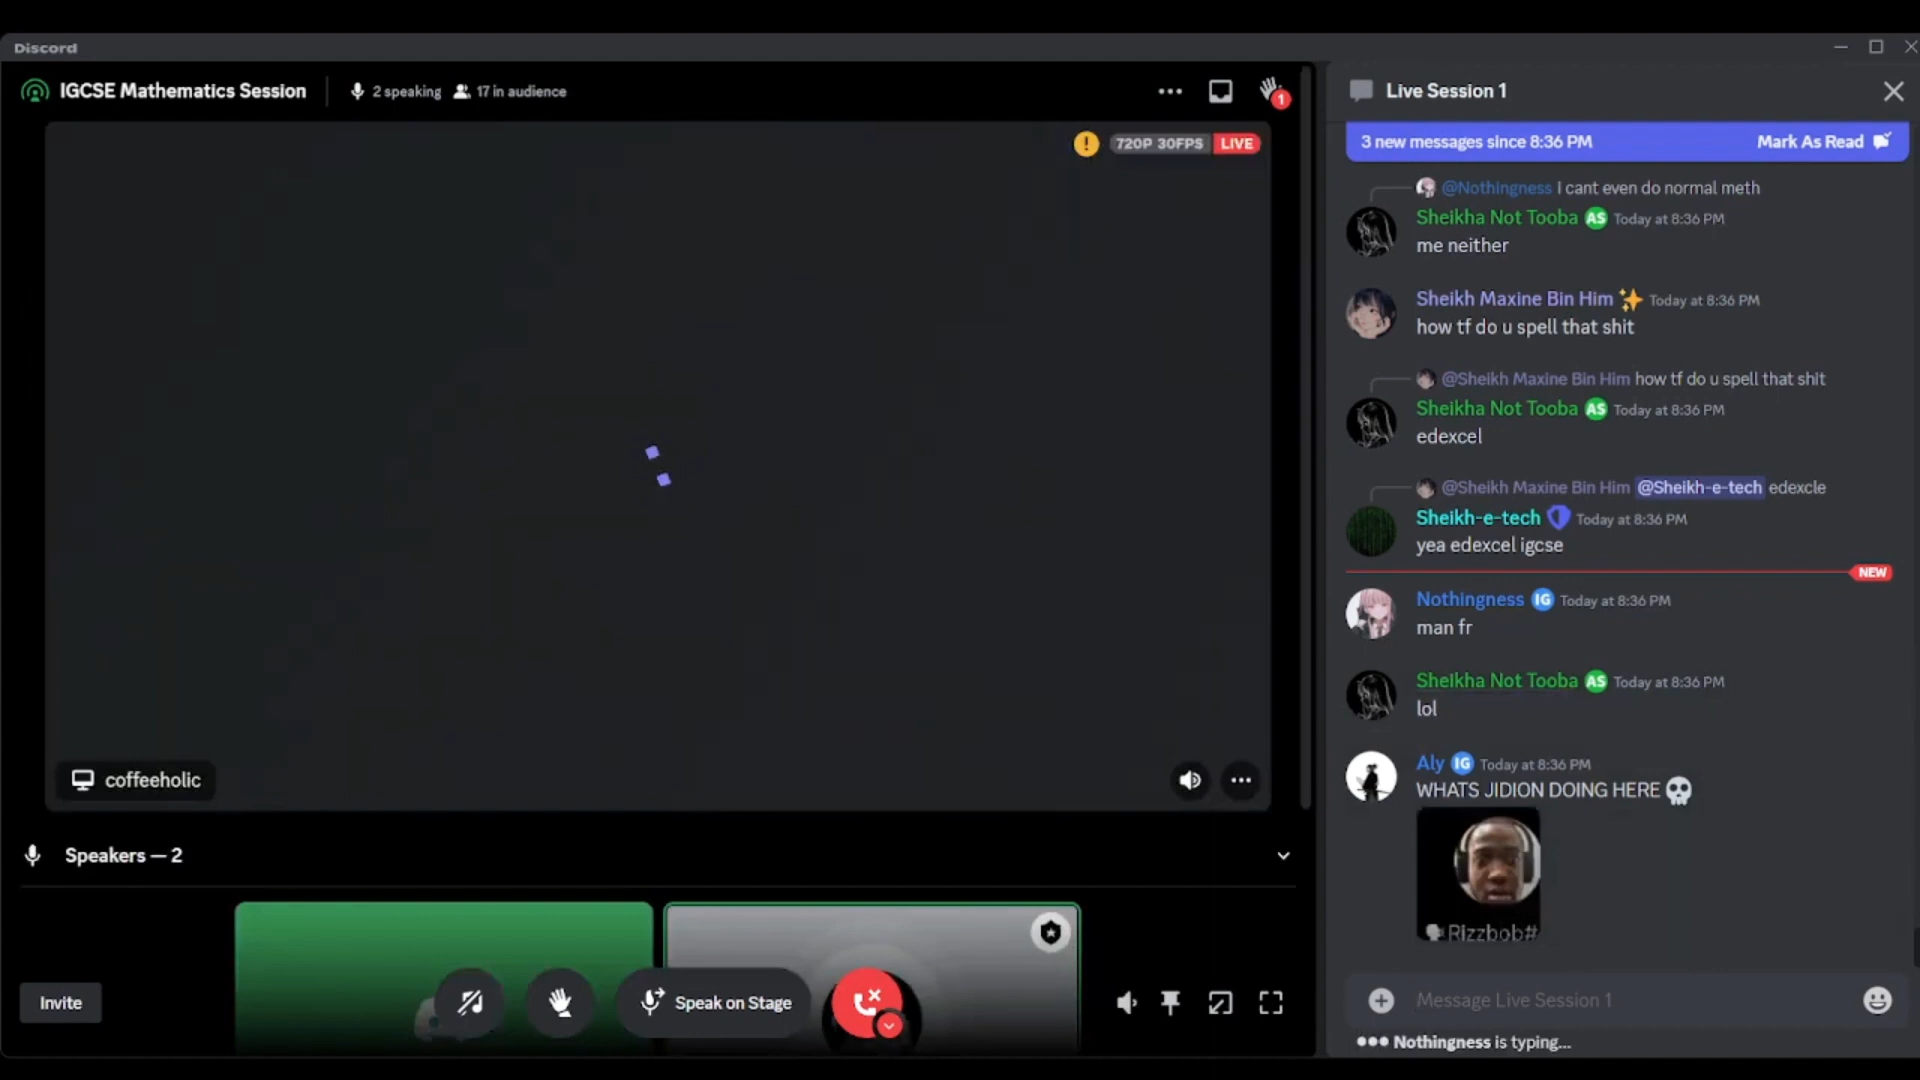 Discord
IGCSE Mathematics Session
2 speaking
17 in audience
1
720P 30FPS
LIVE
coffeeholic
Speakers — 2
Invite
Speak on Stage
Live Session 1
3 new messages since 8:36 PM
Mark As Read
@Nothingness I cant even do normal meth
Sheikha Not Tooba AS Today at 8:36 PM
me neither
Sheikh Maxine Bin Him ✨ Today at 8:36 PM
how tf do u spell that shit
@Sheikh Maxine Bin Him how tf do u spell that shit
Sheikha Not Tooba AS Today at 8:36 PM
edexcel
@Sheikh Maxine Bin Him @Sheikh-e-tech edexcle
Sheikh-e-tech Today at 8:36 PM
yea edexcel igcse
NEW
Nothingness IG Today at 8:36 PM
man fr
Sheikha Not Tooba AS Today at 8:36 PM
lol
Aly IG Today at 8:36 PM
WHATS JIDION DOING HERE 💀
Rizzbob#
Message Live Session 1
Nothingness is typing...